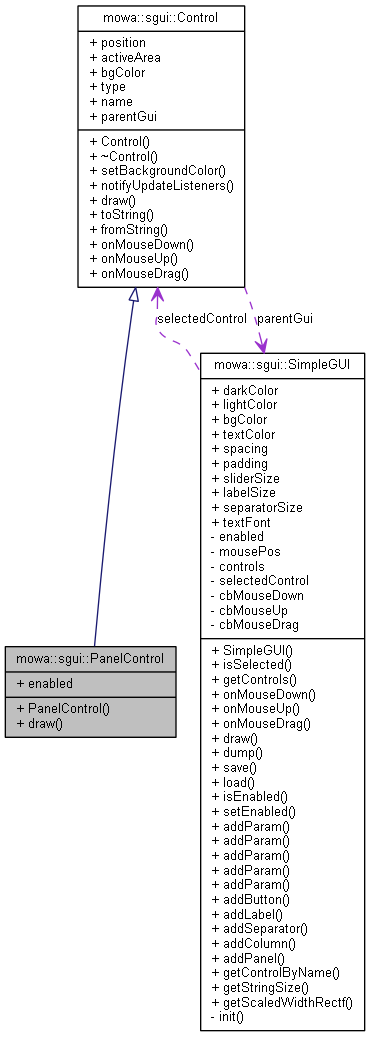 mowa::sgui::Control
+ position
+ activeArea
+ bgColor
+ type
+ name
+ parentGui
+ Control()
+ ~Control()
+ setBackgroundColor()
+ notifyUpdateListeners()
+ draw()
+ toString()
+ fromString()
+ onMouseDown()
+ onMouseUp()
+ onMouseDrag()
selectedControl
parentGui
mowa::sgui::SimpleGUI
+ darkColor
+ lightColor
+ bgColor
+ textColor
+ spacing
+ padding
+ sliderSize
+ labelSize
+ separatorSize
+ textFont
- enabled
- mousePos
- controls
- selectedControl
- cbMouseDown
- cbMouseUp
- cbMouseDrag
+ SimpleGUI()
+ isSelected()
+ getControls()
+ onMouseDown()
+ onMouseUp()
+ onMouseDrag()
+ draw()
+ dump()
+ save()
+ load()
+ isEnabled()
+ setEnabled()
+ addParam()
+ addParam()
+ addParam()
+ addParam()
+ addParam()
+ addButton()
+ addLabel()
+ addSeparator()
+ addColumn()
+ addPanel()
+ getControlByName()
+ getStringSize()
+ getScaledWidthRectf()
- init()
mowa::sgui::PanelControl
+ enabled
+ PanelControl()
+ draw()